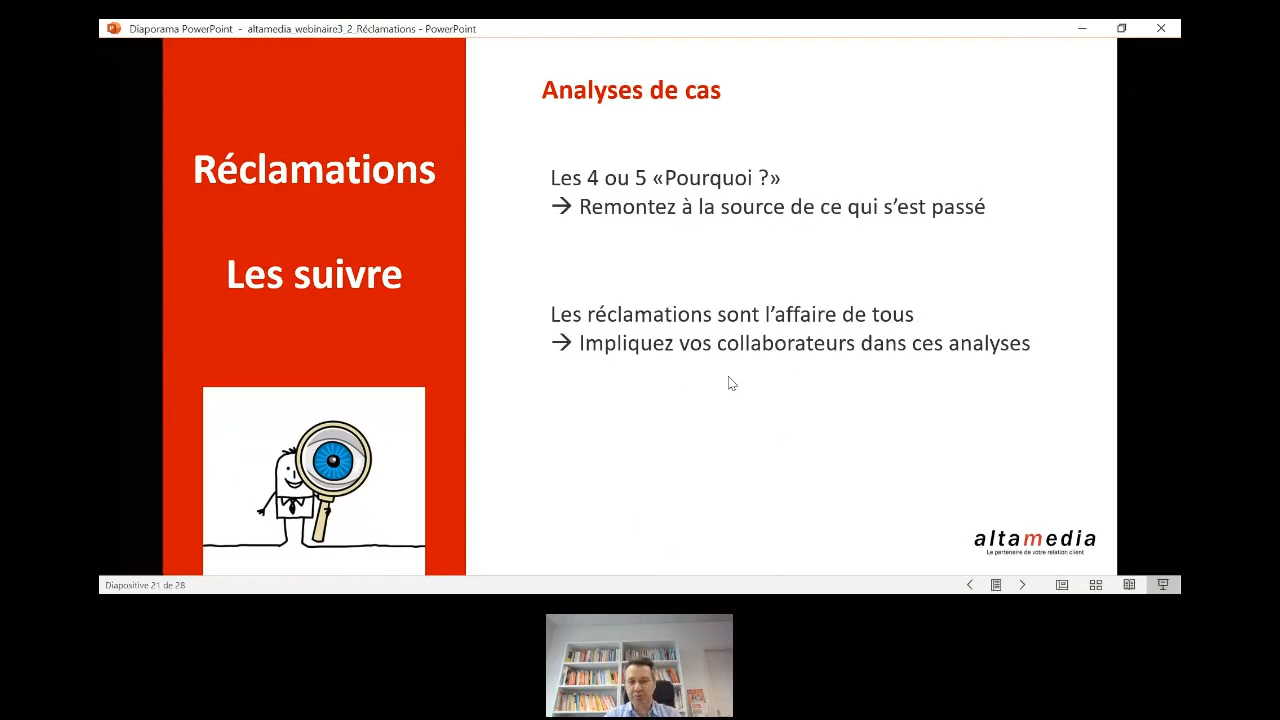 Diaporama PowerPoint - altamedia_webinaire3_2_Réclamations - PowerPoint
Réclamations
Les suivre
Analyses de cas
Les 4 ou 5 «Pourquoi ?»
→ Remontez à la source de ce qui s’est passé
Les réclamations sont l’affaire de tous
→ Impliquez vos collaborateurs dans ces analyses
altamedia
Le partenaire de votre relation client
Diapositive 21 de 28